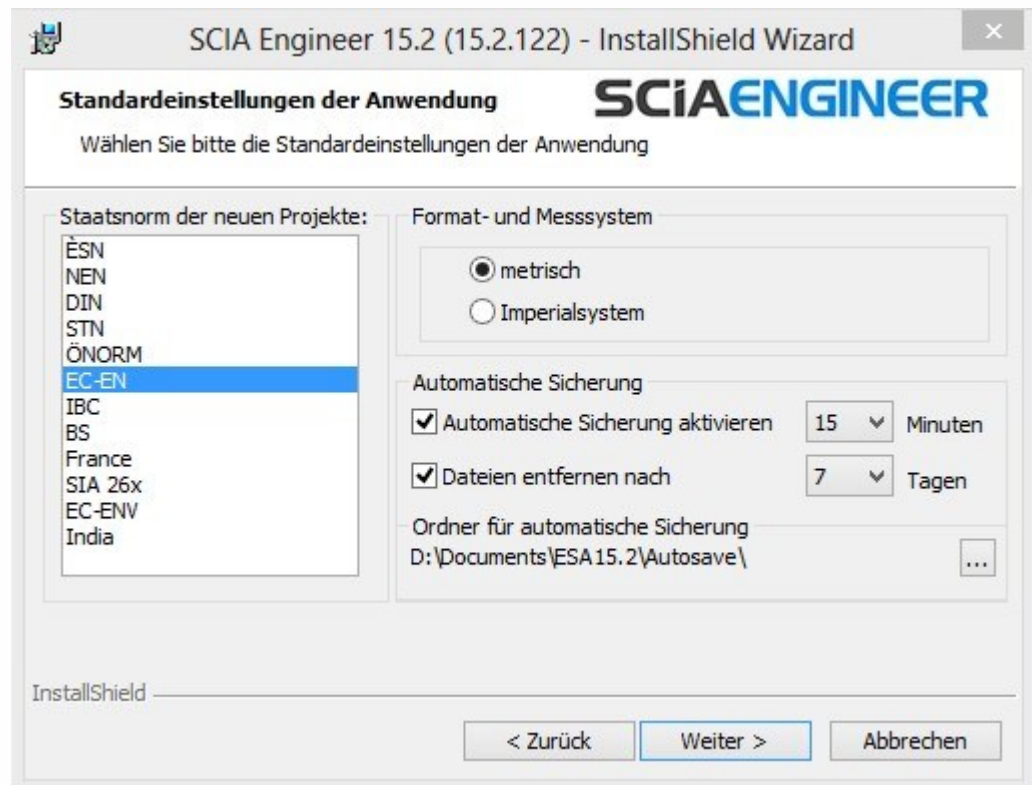 SCIA Engineer 15.2 (15.2.122) - InstallShield Wizard
Standardeinstellungen der Anwendung
SCiAENGINEER
Wählen Sie bitte die Standardeinstellungen der Anwendung
Staatsnorm der neuen Projekte:
ÈSN
NEN
DIN
STN
ÖNORM
EC-EN
IBC
BS
France
SIA 26x
EC-ENV
India
Format- und Messsystem
metrisch
Imperialsystem
Automatische Sicherung
Automatische Sicherung aktivieren 15 Minuten
Dateien entfernen nach 7 Tagen
Ordner für automatische Sicherung
D:\Documents\ESA15.2\Autosave\
...
InstallShield
< Zurück Weiter > Abbrechen